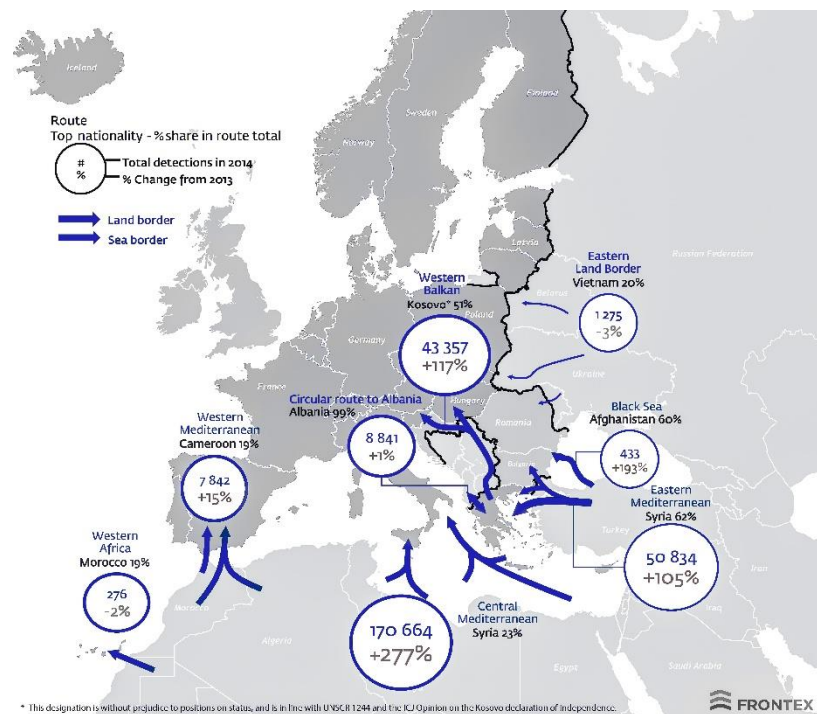 Iceland
Route
Top nationality - % share in route total
#
%
Total detections in 2014
% Change from 2013
Land border
Sea border
Norway
Sweden
Finland
Latvia
Russian Federation
Belarus
Poland
Germany
Ukraine
France
Hungary
Romania
Bulgaria
Turkey
Iran
Iraq
Saudi Arabia
Egypt
Algeria
Morocco
Eastern
Land Border
Vietnam 20%
1 275
-3%
Western
Balkan
Kosovo* 51%
43 357
+117%
Circular route to Albania
Albania 99%
8 841
+1%
Black Sea
Afghanistan 60%
433
+193%
Western
Mediterranean
Cameroon 19%
7 842
+15%
Eastern
Mediterranean
Syria 62%
50 834
+105%
Western
Africa
Morocco 19%
276
-2%
Central
Mediterranean
Syria 23%
170 664
+277%
* This designation is without prejudice to positions on status, and is in line with UNSCR 1244 and the ICJ Opinion on the Kosovo declaration of Independence.
FRONTEX